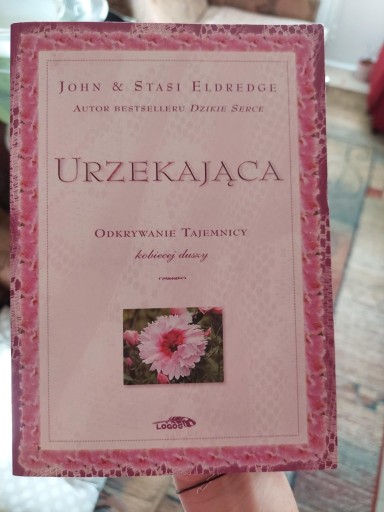 John & Stasi Eldredge
Autor bestselleru Dzikie Serce
Urzekająca
Odkrywanie Tajemnicy
kobiecej duszy
LOGOS